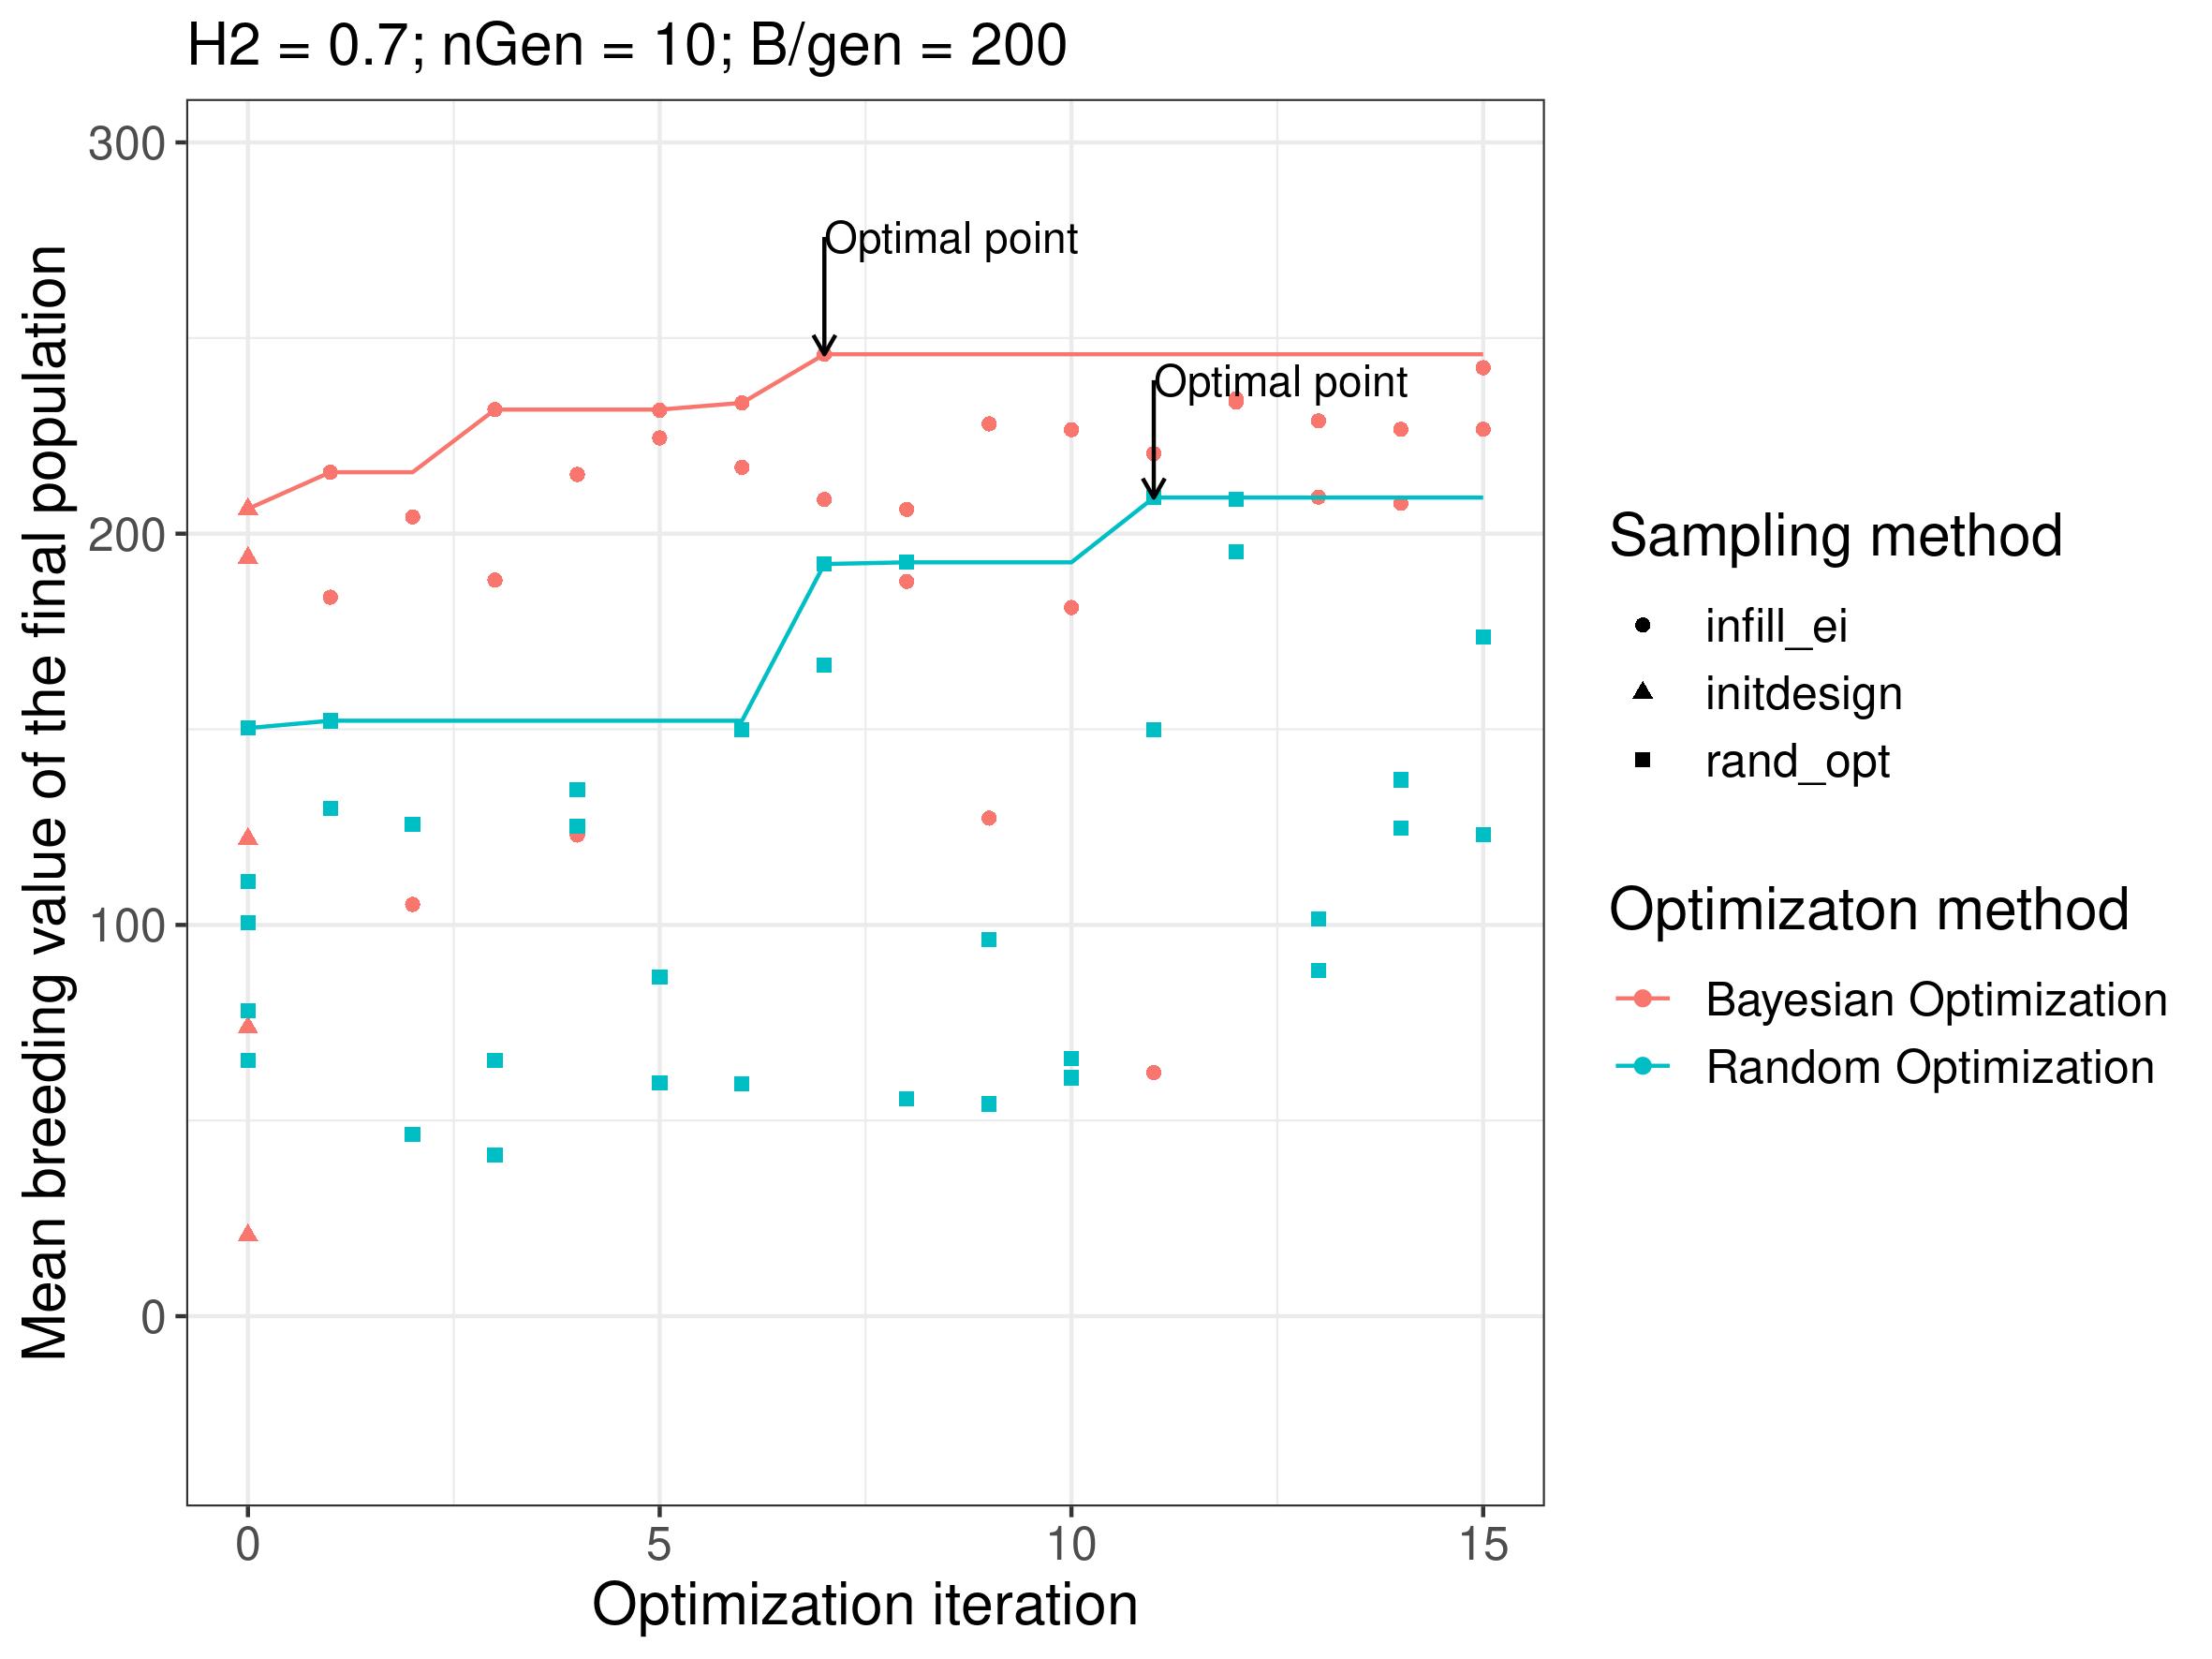 H2 = 0.7; nGen = 10; B/gen = 200
Mean breeding value of the final population
300
200
100
0
Optimal point
Optimal point
0
5
10
15
Optimization iteration
Sampling method
infill_ei
initdesign
rand_opt
Optimizaton method
Bayesian Optimization
Random Optimization